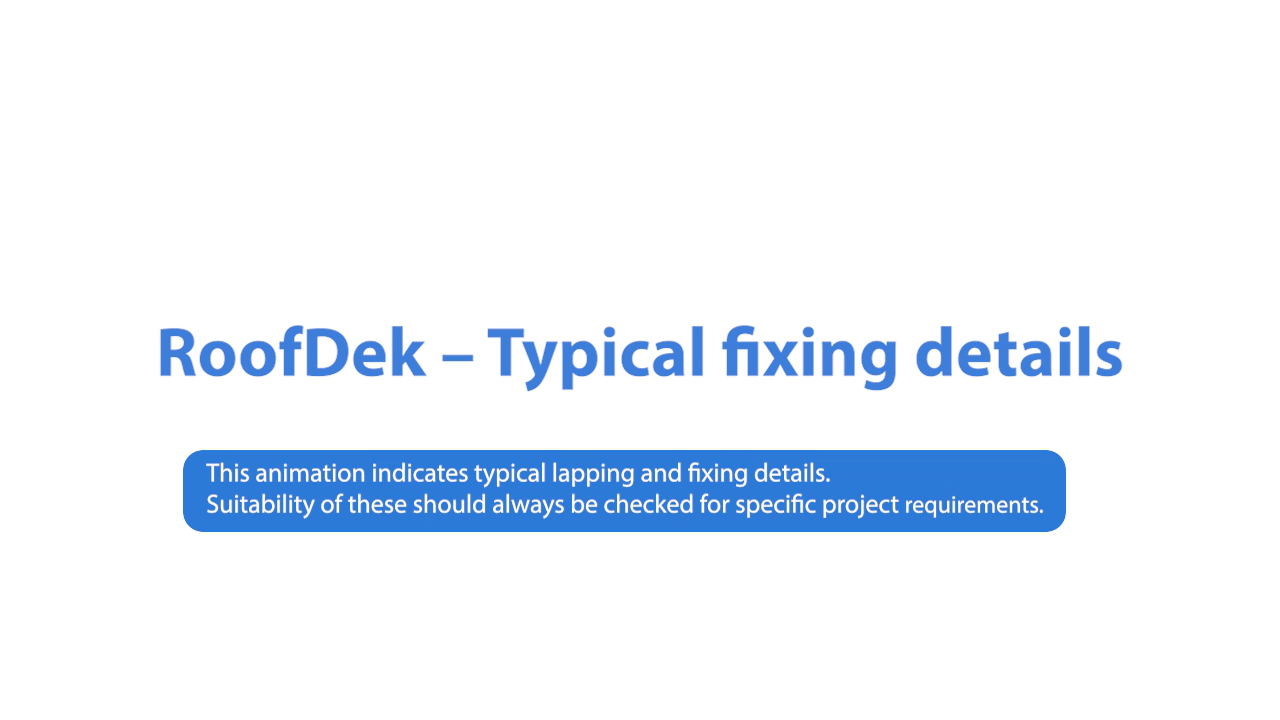 RoofDek – Typical fixing details
This animation indicates typical lapping and fixing details.
Suitability of these should always be checked for specific project requirements.